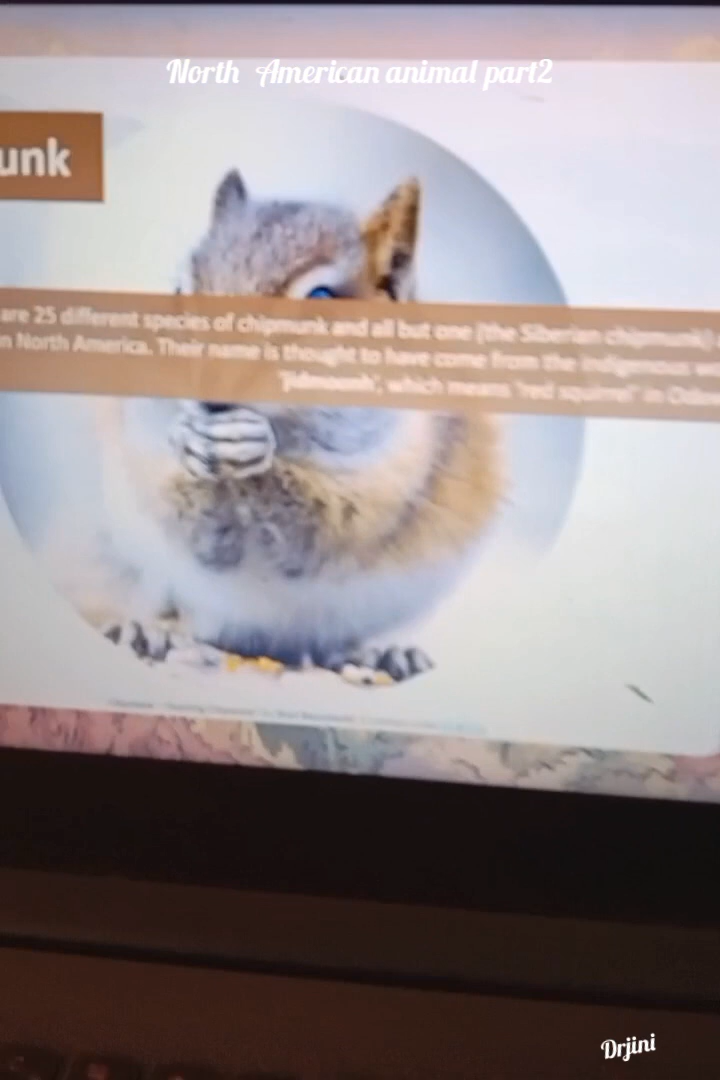 North American animal part2
unk
are 25 different species of chipmunk and all but one (the Siberian chipmunk)
n North America. Their name is thought to have come from the Indigenous
which means "red squirrel" in
Drjini